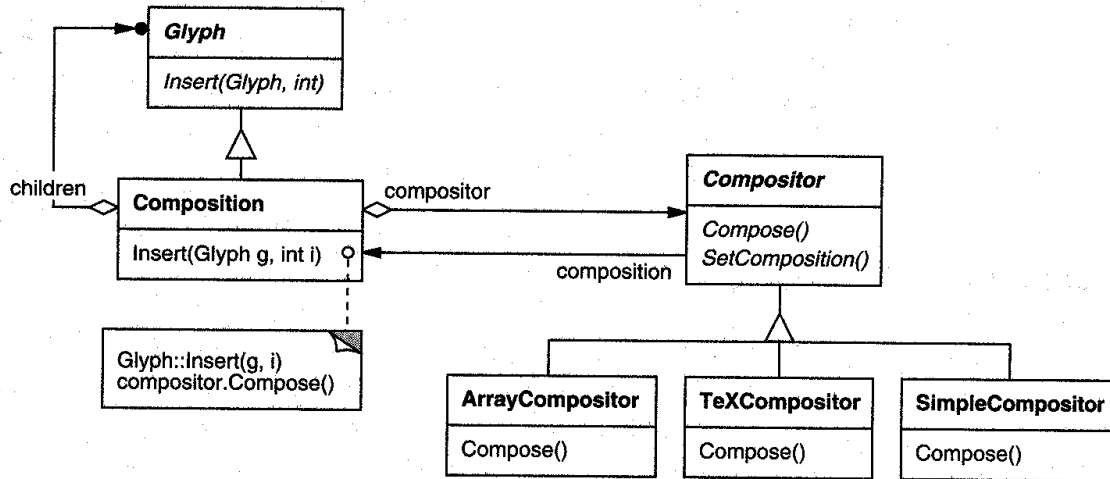 Glyph
Insert(Glyph, int)
children
Composition
Insert(Glyph g, int i)
compositor
composition
Compositor
Compose()
SetComposition()
Glyph::Insert(g, i)
compositor.Compose()
ArrayCompositor
Compose()
TeXCompositor
Compose()
SimpleCompositor
Compose()